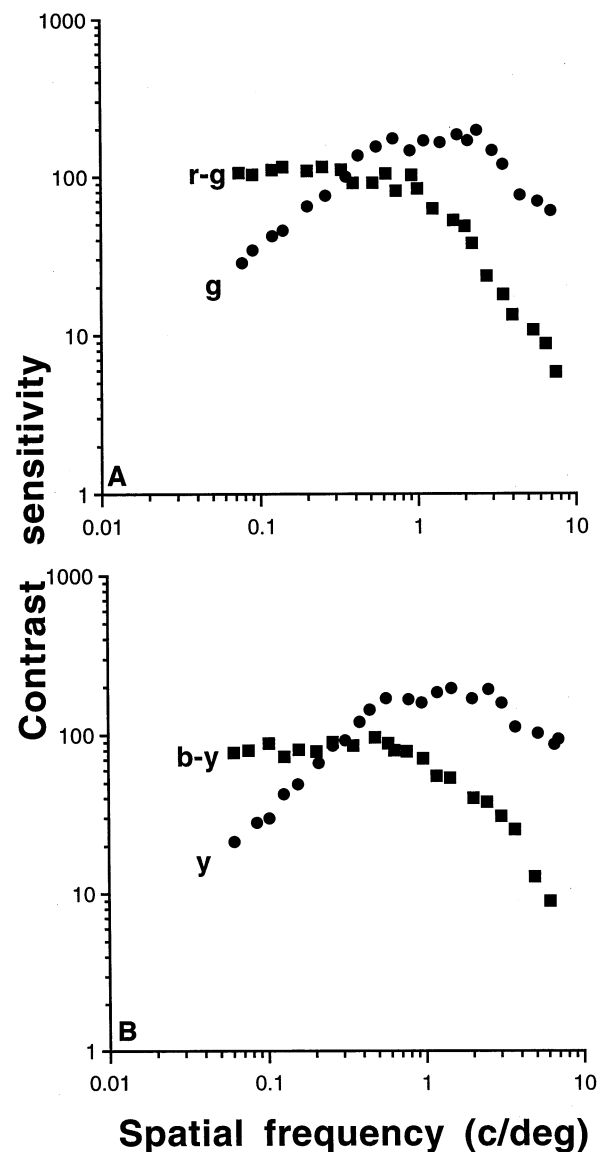 1000
100
10
1
r-g
g
A
0.01 0.1 1 10
Contrast sensitivity
1000
100
10
1
b-y
y
B
0.01 0.1 1 10
Spatial frequency (c/deg)